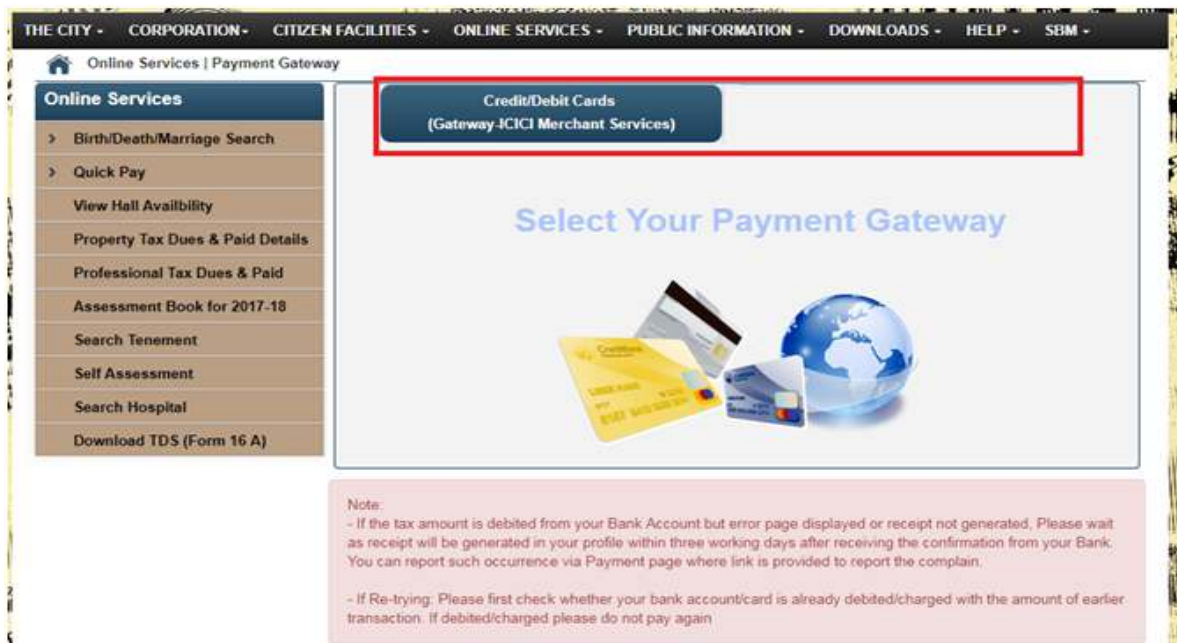 THE CITY - CORPORATION- CITIZEN FACILITIES - ONLINE SERVICES - PUBLIC INFORMATION - DOWNLOADS - HELP - SBM -
Online Services | Payment Gateway
Online Services
> Birth/Death/Marriage Search
> Quick Pay
View Hall Availbility
Property Tax Dues & Paid Details
Professional Tax Dues & Paid
Assessment Book for 2017-18
Search Tenement
Self Assessment
Search Hospital
Download TDS (Form 16 A)
Credit/Debit Cards
(Gateway-ICICI Merchant Services)
Select Your Payment Gateway
Note:
- If the tax amount is debited from your Bank Account but error page displayed or receipt not generated, Please wait
as receipt will be generated in your profile within three working days after receiving the confirmation from your Bank.
You can report such occurrence via Payment page where link is provided to report the complain.
- If Re-trying: Please first check whether your bank account/card is already debited/charged with the amount of earlier
transaction. If debited/charged please do not pay again